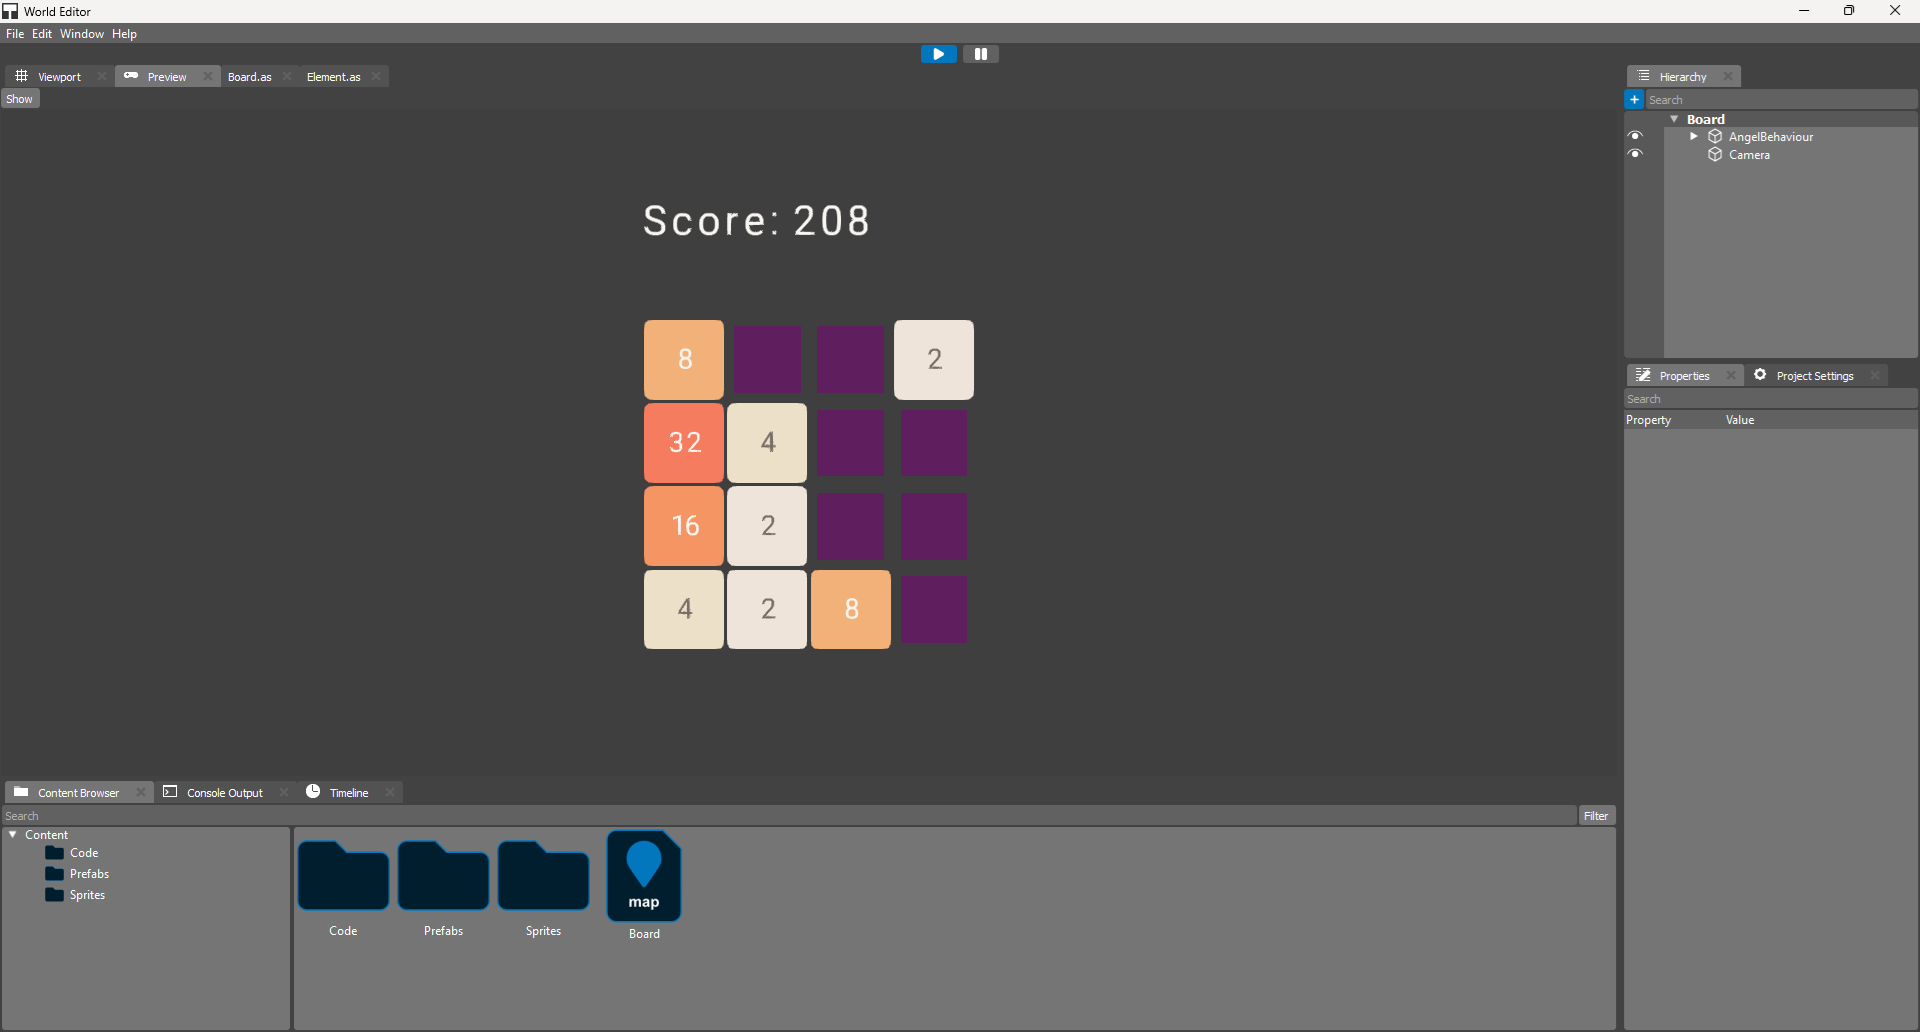 World Editor
File Edit Window Help
Viewport Preview Board.as Element.as
Show
Score: 208
8 2
32 4
16 2
4 2 8
Hierarchy
Search
Board
AngelBehaviour
Camera
Properties Project Settings
Search
Property Value
Content Browser Console Output Timeline
Search Filter
Content
Code
Prefabs
Sprites
map
Code Prefabs Sprites Board